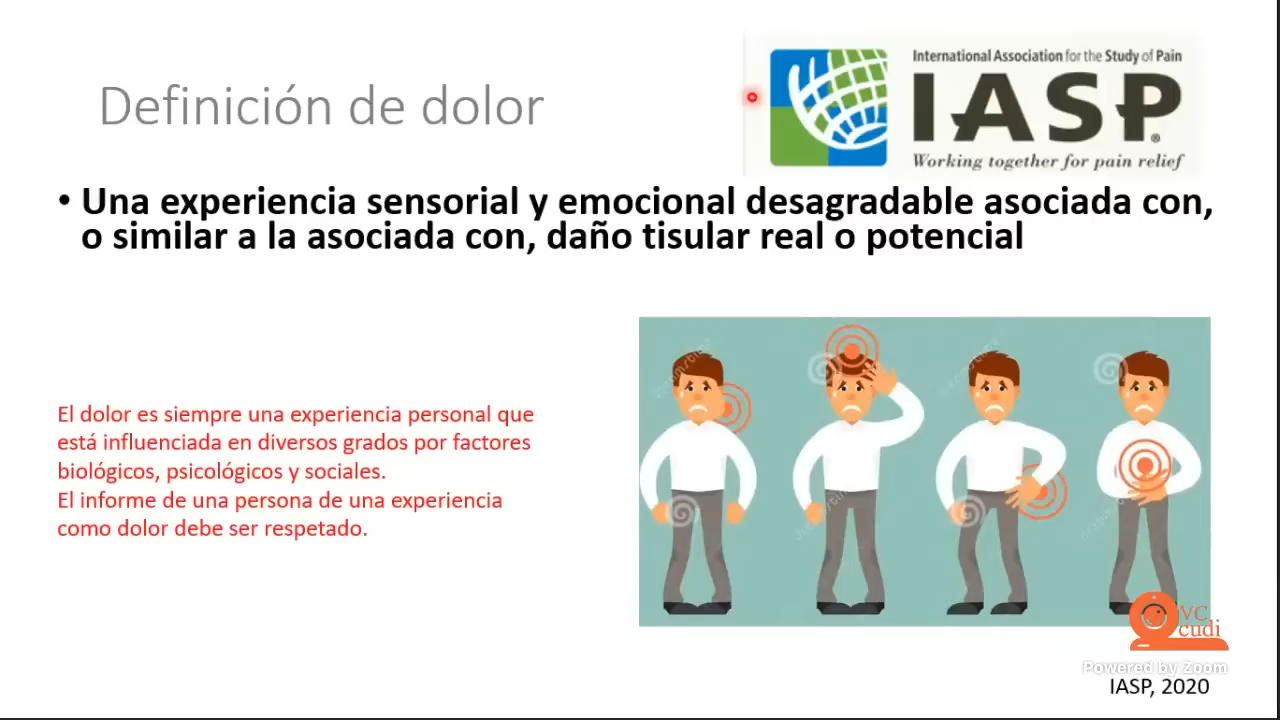 International Association for the Study of Pain
IASP®
Working together for pain relief
Definición de dolor
• Una experiencia sensorial y emocional desagradable asociada con,
o similar a la asociada con, daño tisular real o potencial
El dolor es siempre una experiencia personal que
está influenciada en diversos grados por factores
biológicos, psicológicos y sociales.
El informe de una persona de una experiencia
como dolor debe ser respetado.
VC
cudi
Powered by Zoom
IASP, 2020